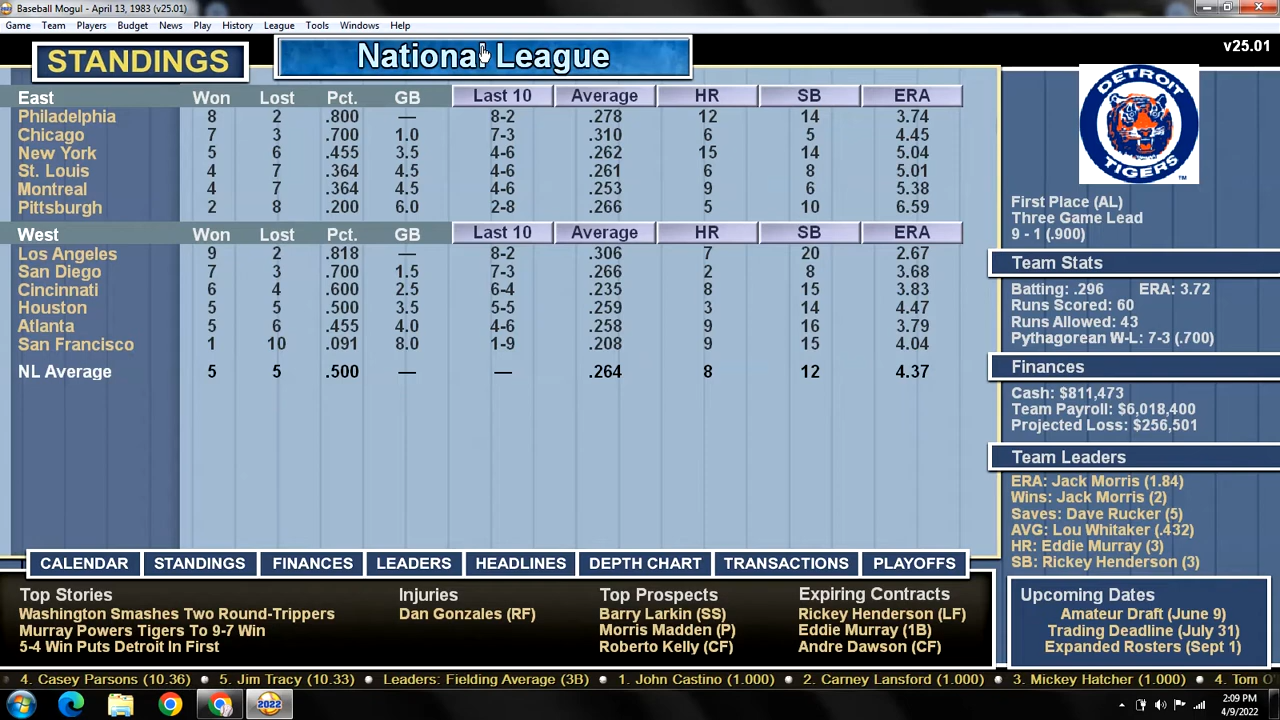 Baseball Mogul - April 13, 1983 (v25.01)
Game Team Players Budget News Play History League Tools Windows Help
STANDINGS National League v25.01
East Won Lost Pct. GB Last 10 Average HR SB ERA
Philadelphia 8 2 .800 — 8-2 .278 12 14 3.74
Chicago 7 3 .700 1.0 7-3 .310 6 5 4.45
New York 5 6 .455 3.5 4-6 .262 15 14 5.04
St. Louis 4 7 .364 4.5 4-6 .261 6 8 5.01
Montreal 4 7 .364 4.5 4-6 .253 9 6 5.38
Pittsburgh 2 8 .200 6.0 2-8 .266 5 10 6.59
West Won Lost Pct. GB Last 10 Average HR SB ERA
Los Angeles 9 2 .818 — 8-2 .306 7 20 2.67
San Diego 7 3 .700 1.5 7-3 .266 2 8 3.68
Cincinnati 6 4 .600 2.5 6-4 .235 8 15 3.83
Houston 5 5 .500 3.5 5-5 .259 3 14 4.47
Atlanta 5 6 .455 4.0 4-6 .258 9 16 3.79
San Francisco 1 10 .091 8.0 1-9 .208 9 15 4.04
NL Average 5 5 .500 — — .264 8 12 4.37
DETROIT
TIGERS
TM
First Place (AL)
Three Game Lead
9 - 1 (.900)
Team Stats
Batting: .296 ERA: 3.72
Runs Scored: 60
Runs Allowed: 43
Pythagorean W-L: 7-3 (.700)
Finances
Cash: $811,473
Team Payroll: $6,018,400
Projected Loss: $256,501
Team Leaders
ERA: Jack Morris (1.84)
Wins: Jack Morris (2)
Saves: Dave Rucker (5)
AVG: Lou Whitaker (.432)
HR: Eddie Murray (3)
SB: Rickey Henderson (3)
CALENDAR STANDINGS FINANCES LEADERS HEADLINES DEPTH CHART TRANSACTIONS PLAYOFFS
Top Stories
Washington Smashes Two Round-Trippers
Murray Powers Tigers To 9-7 Win
5-4 Win Puts Detroit In First
Injuries
Dan Gonzales (RF)
Top Prospects
Barry Larkin (SS)
Morris Madden (P)
Roberto Kelly (CF)
Expiring Contracts
Rickey Henderson (LF)
Eddie Murray (1B)
Andre Dawson (CF)
Upcoming Dates
Amateur Draft (June 9)
Trading Deadline (July 31)
Expanded Rosters (Sept 1)
4. Casey Parsons (10.36) • 5. Jim Tracy (10.33) • Leaders: Fielding Average (3B) • 1. John Castino (1.000) • 2. Carney Lansford (1.000) • 3. Mickey Hatcher (1.000) • 4. Tom
2022
2:09 PM
4/9/2022